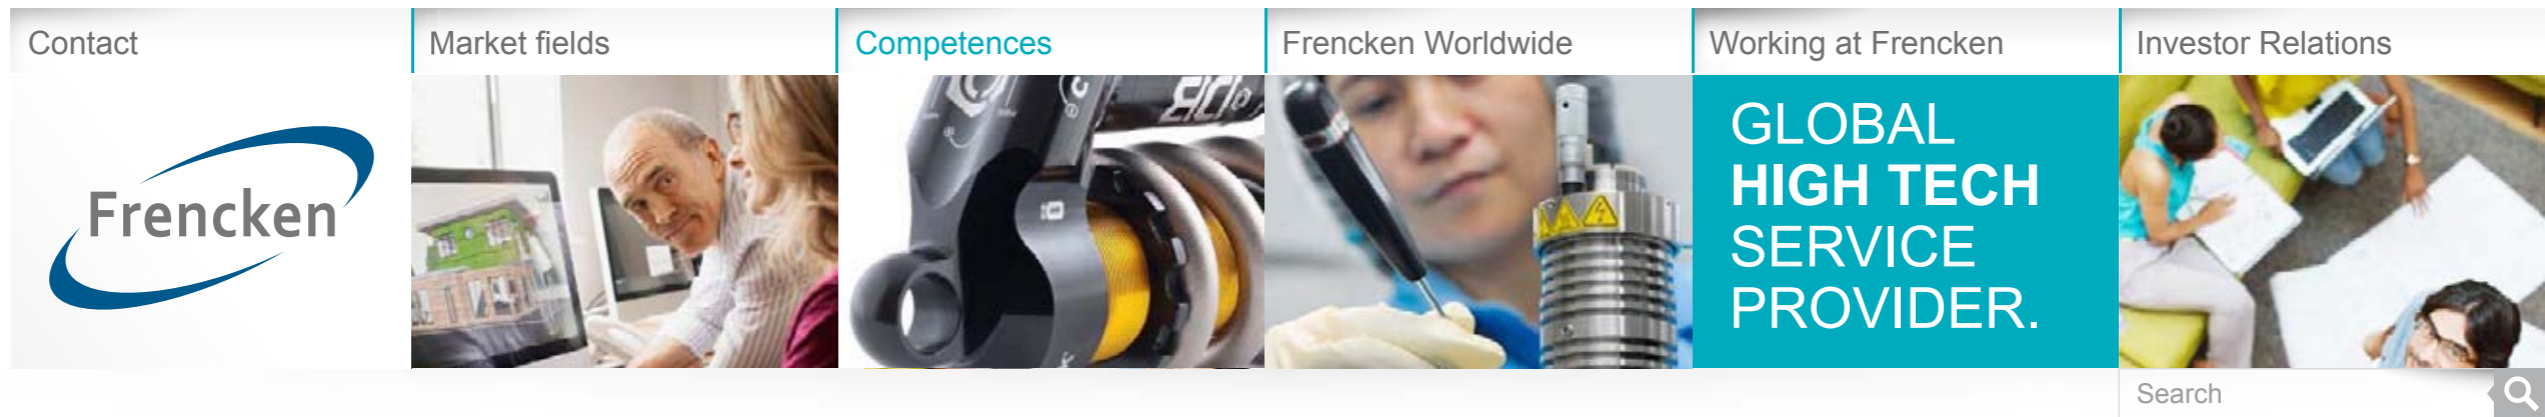 Contact
Market fields
Competences
Frencken Worldwide
Working at Frencken
Investor Relations
Frencken
GLOBAL
HIGH TECH
SERVICE
PROVIDER.
Search